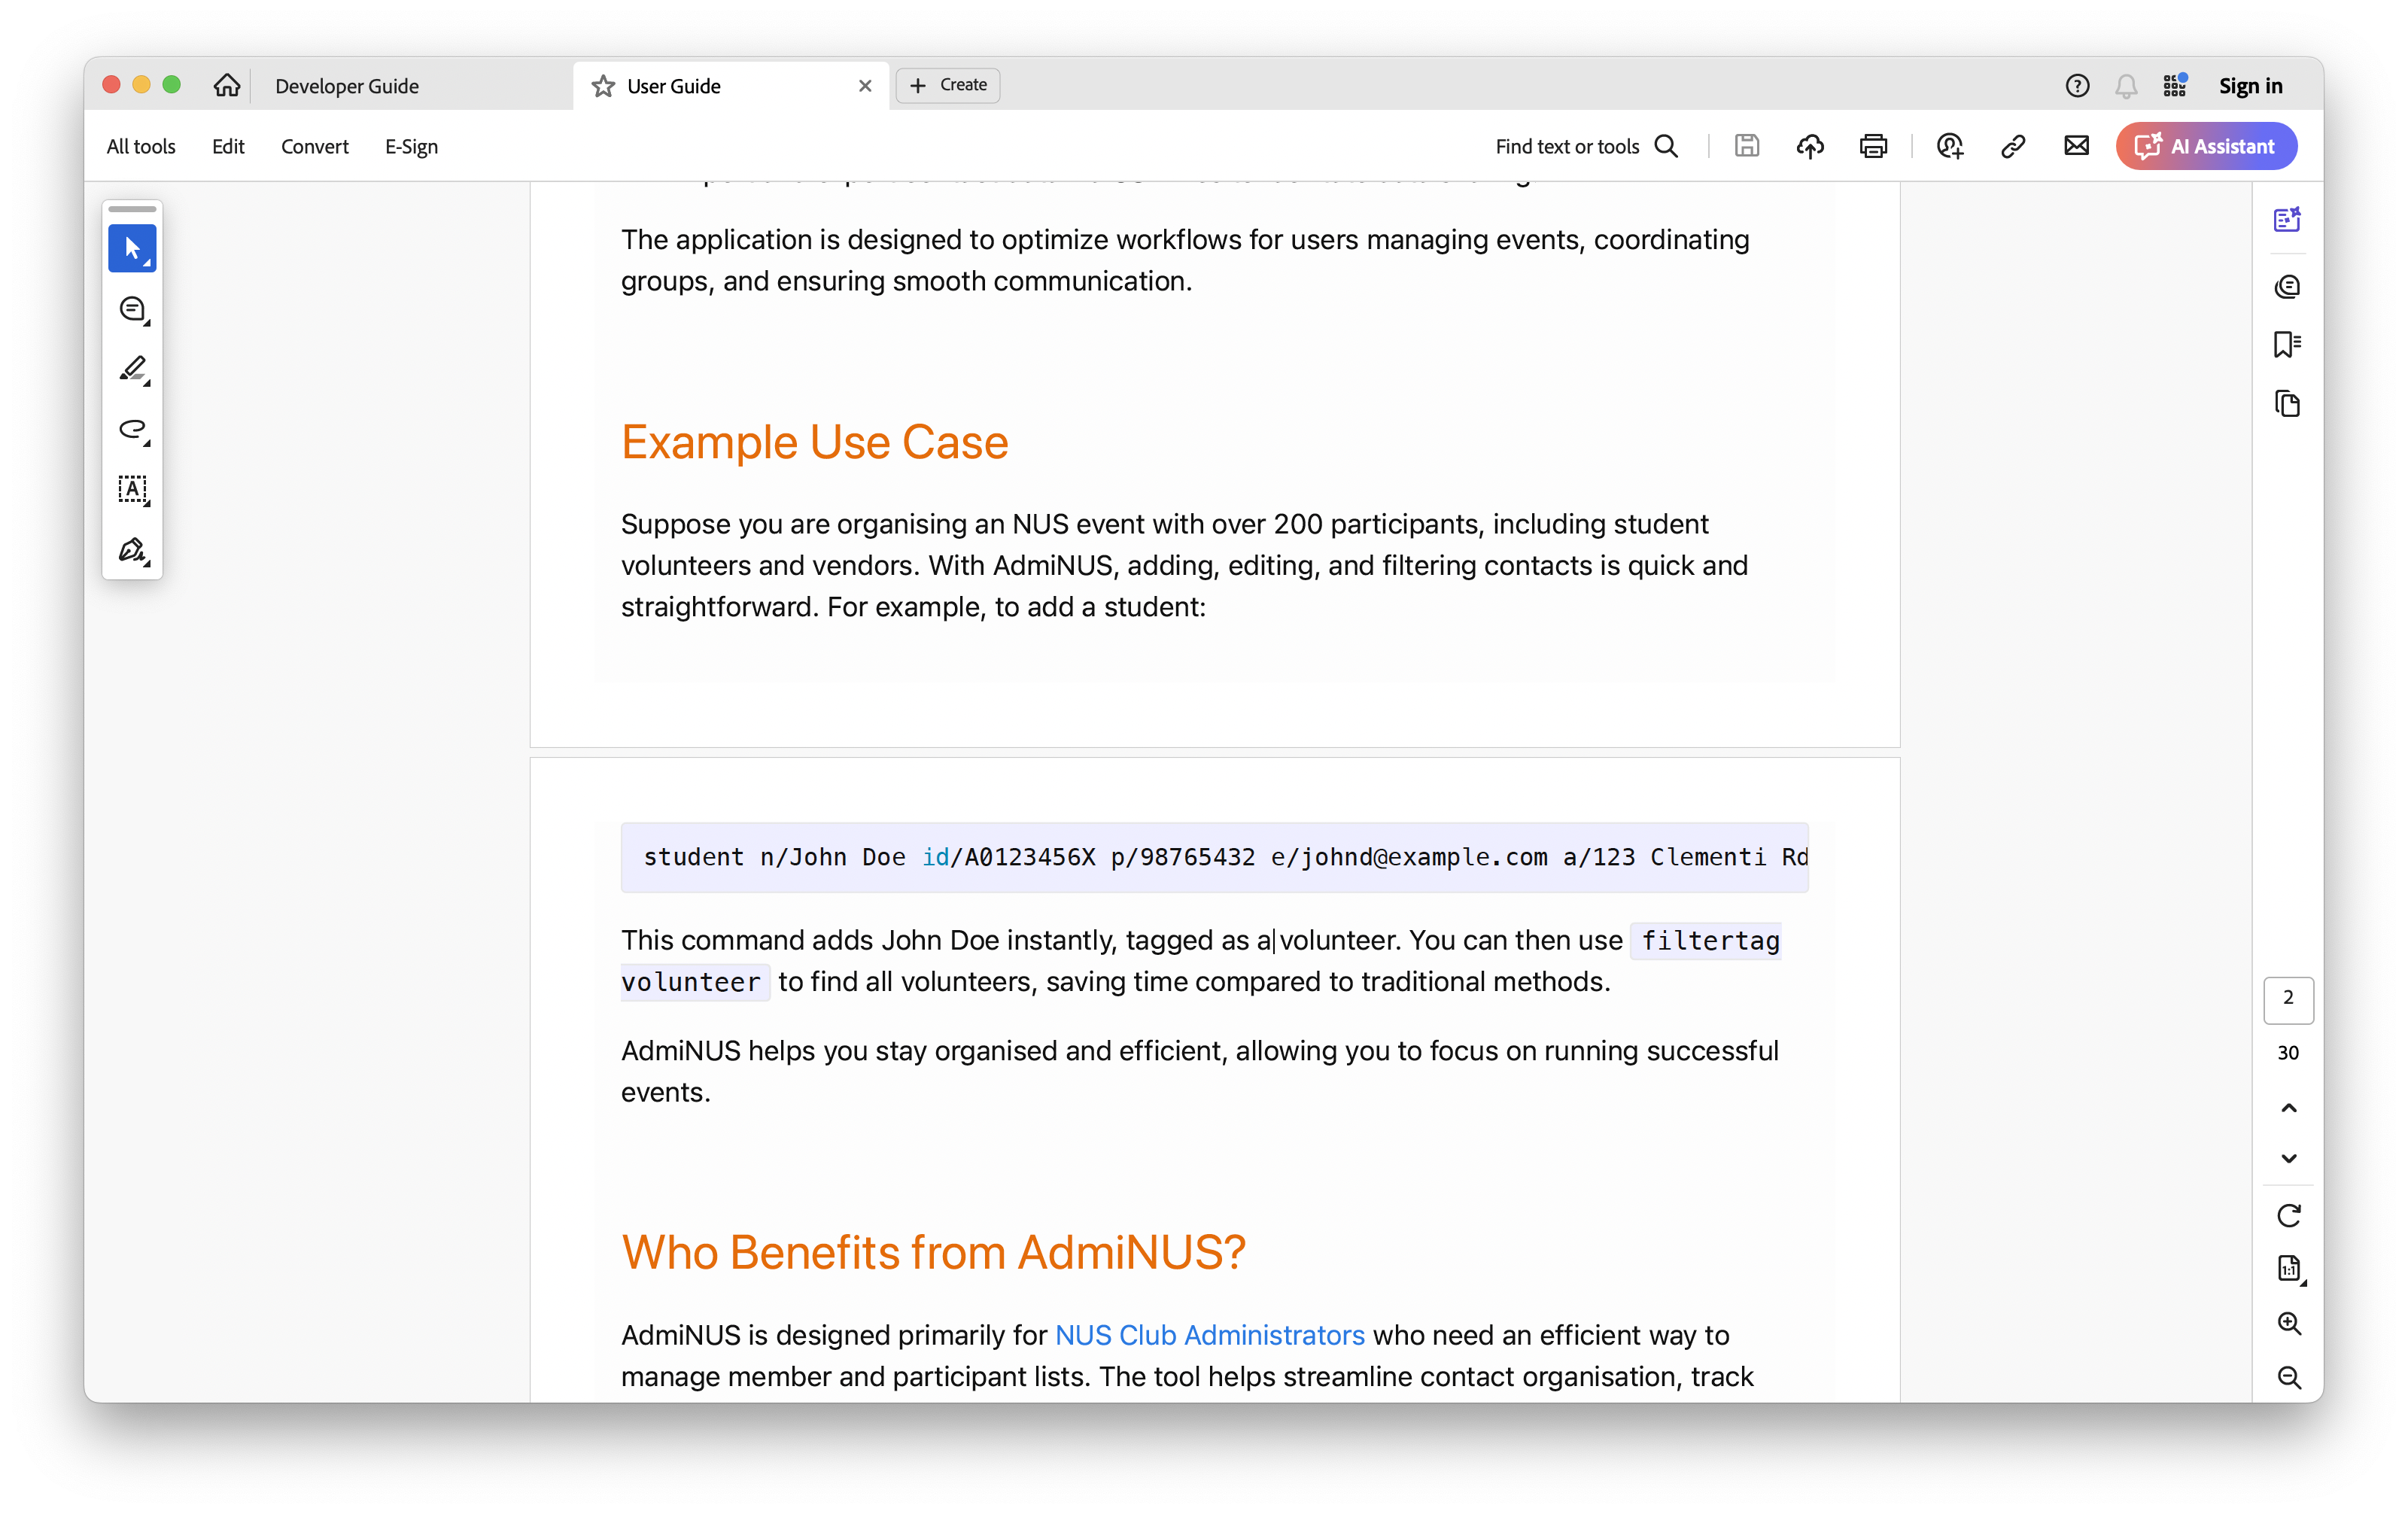 Developer Guide
User Guide
Create
Sign in
All tools
Edit
Convert
E-Sign
Find text or tools
AI Assistant
The application is designed to optimize workflows for users managing events, coordinating
groups, and ensuring smooth communication.
Example Use Case
Suppose you are organising an NUS event with over 200 participants, including student
volunteers and vendors. With AdmiNUS, adding, editing, and filtering contacts is quick and
straightforward. For example, to add a student:
student n/John Doe id/A0123456X p/98765432 e/johnd@example.com a/123 Clementi Rd
This command adds John Doe instantly, tagged as a volunteer. You can then use filtertag
volunteer to find all volunteers, saving time compared to traditional methods.
AdmiNUS helps you stay organised and efficient, allowing you to focus on running successful
events.
Who Benefits from AdmiNUS?
AdmiNUS is designed primarily for NUS Club Administrators who need an efficient way to
manage member and participant lists. The tool helps streamline contact organisation, track
2
30
1:1